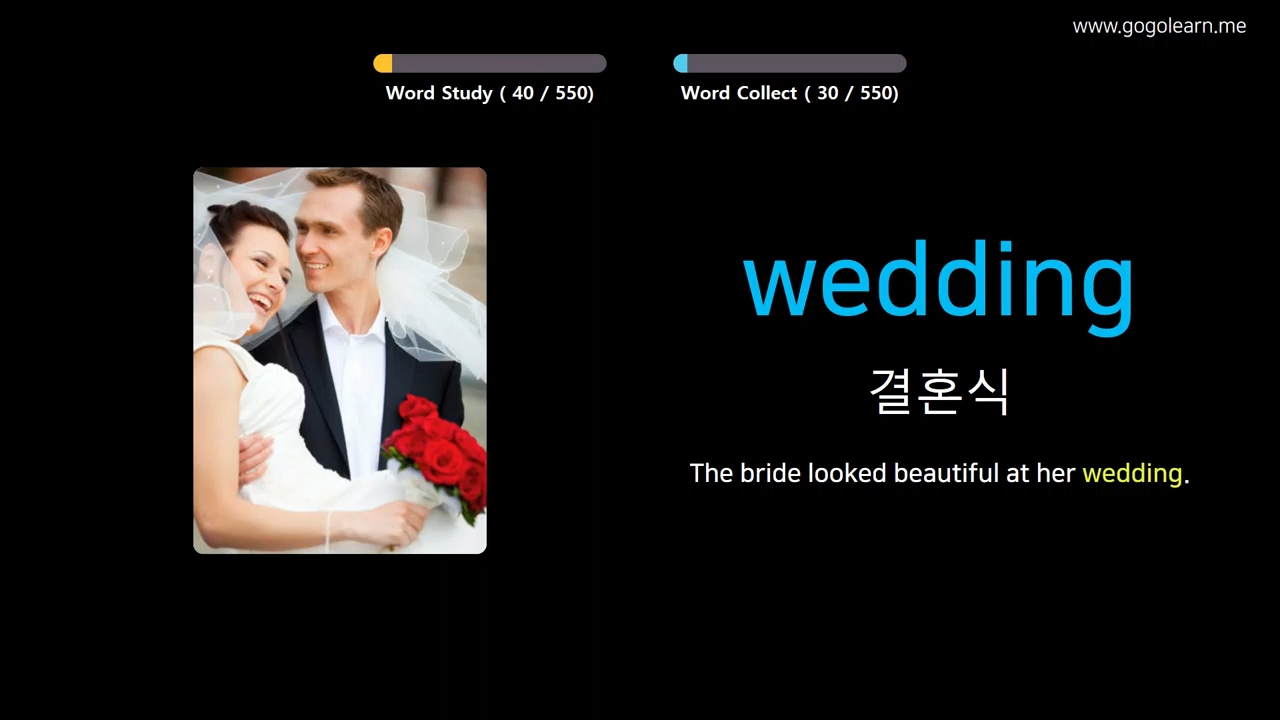 www.gogolearn.me
Word Study ( 40 / 550)
Word Collect ( 30 / 550)
wedding
결혼식
The bride looked beautiful at her wedding.